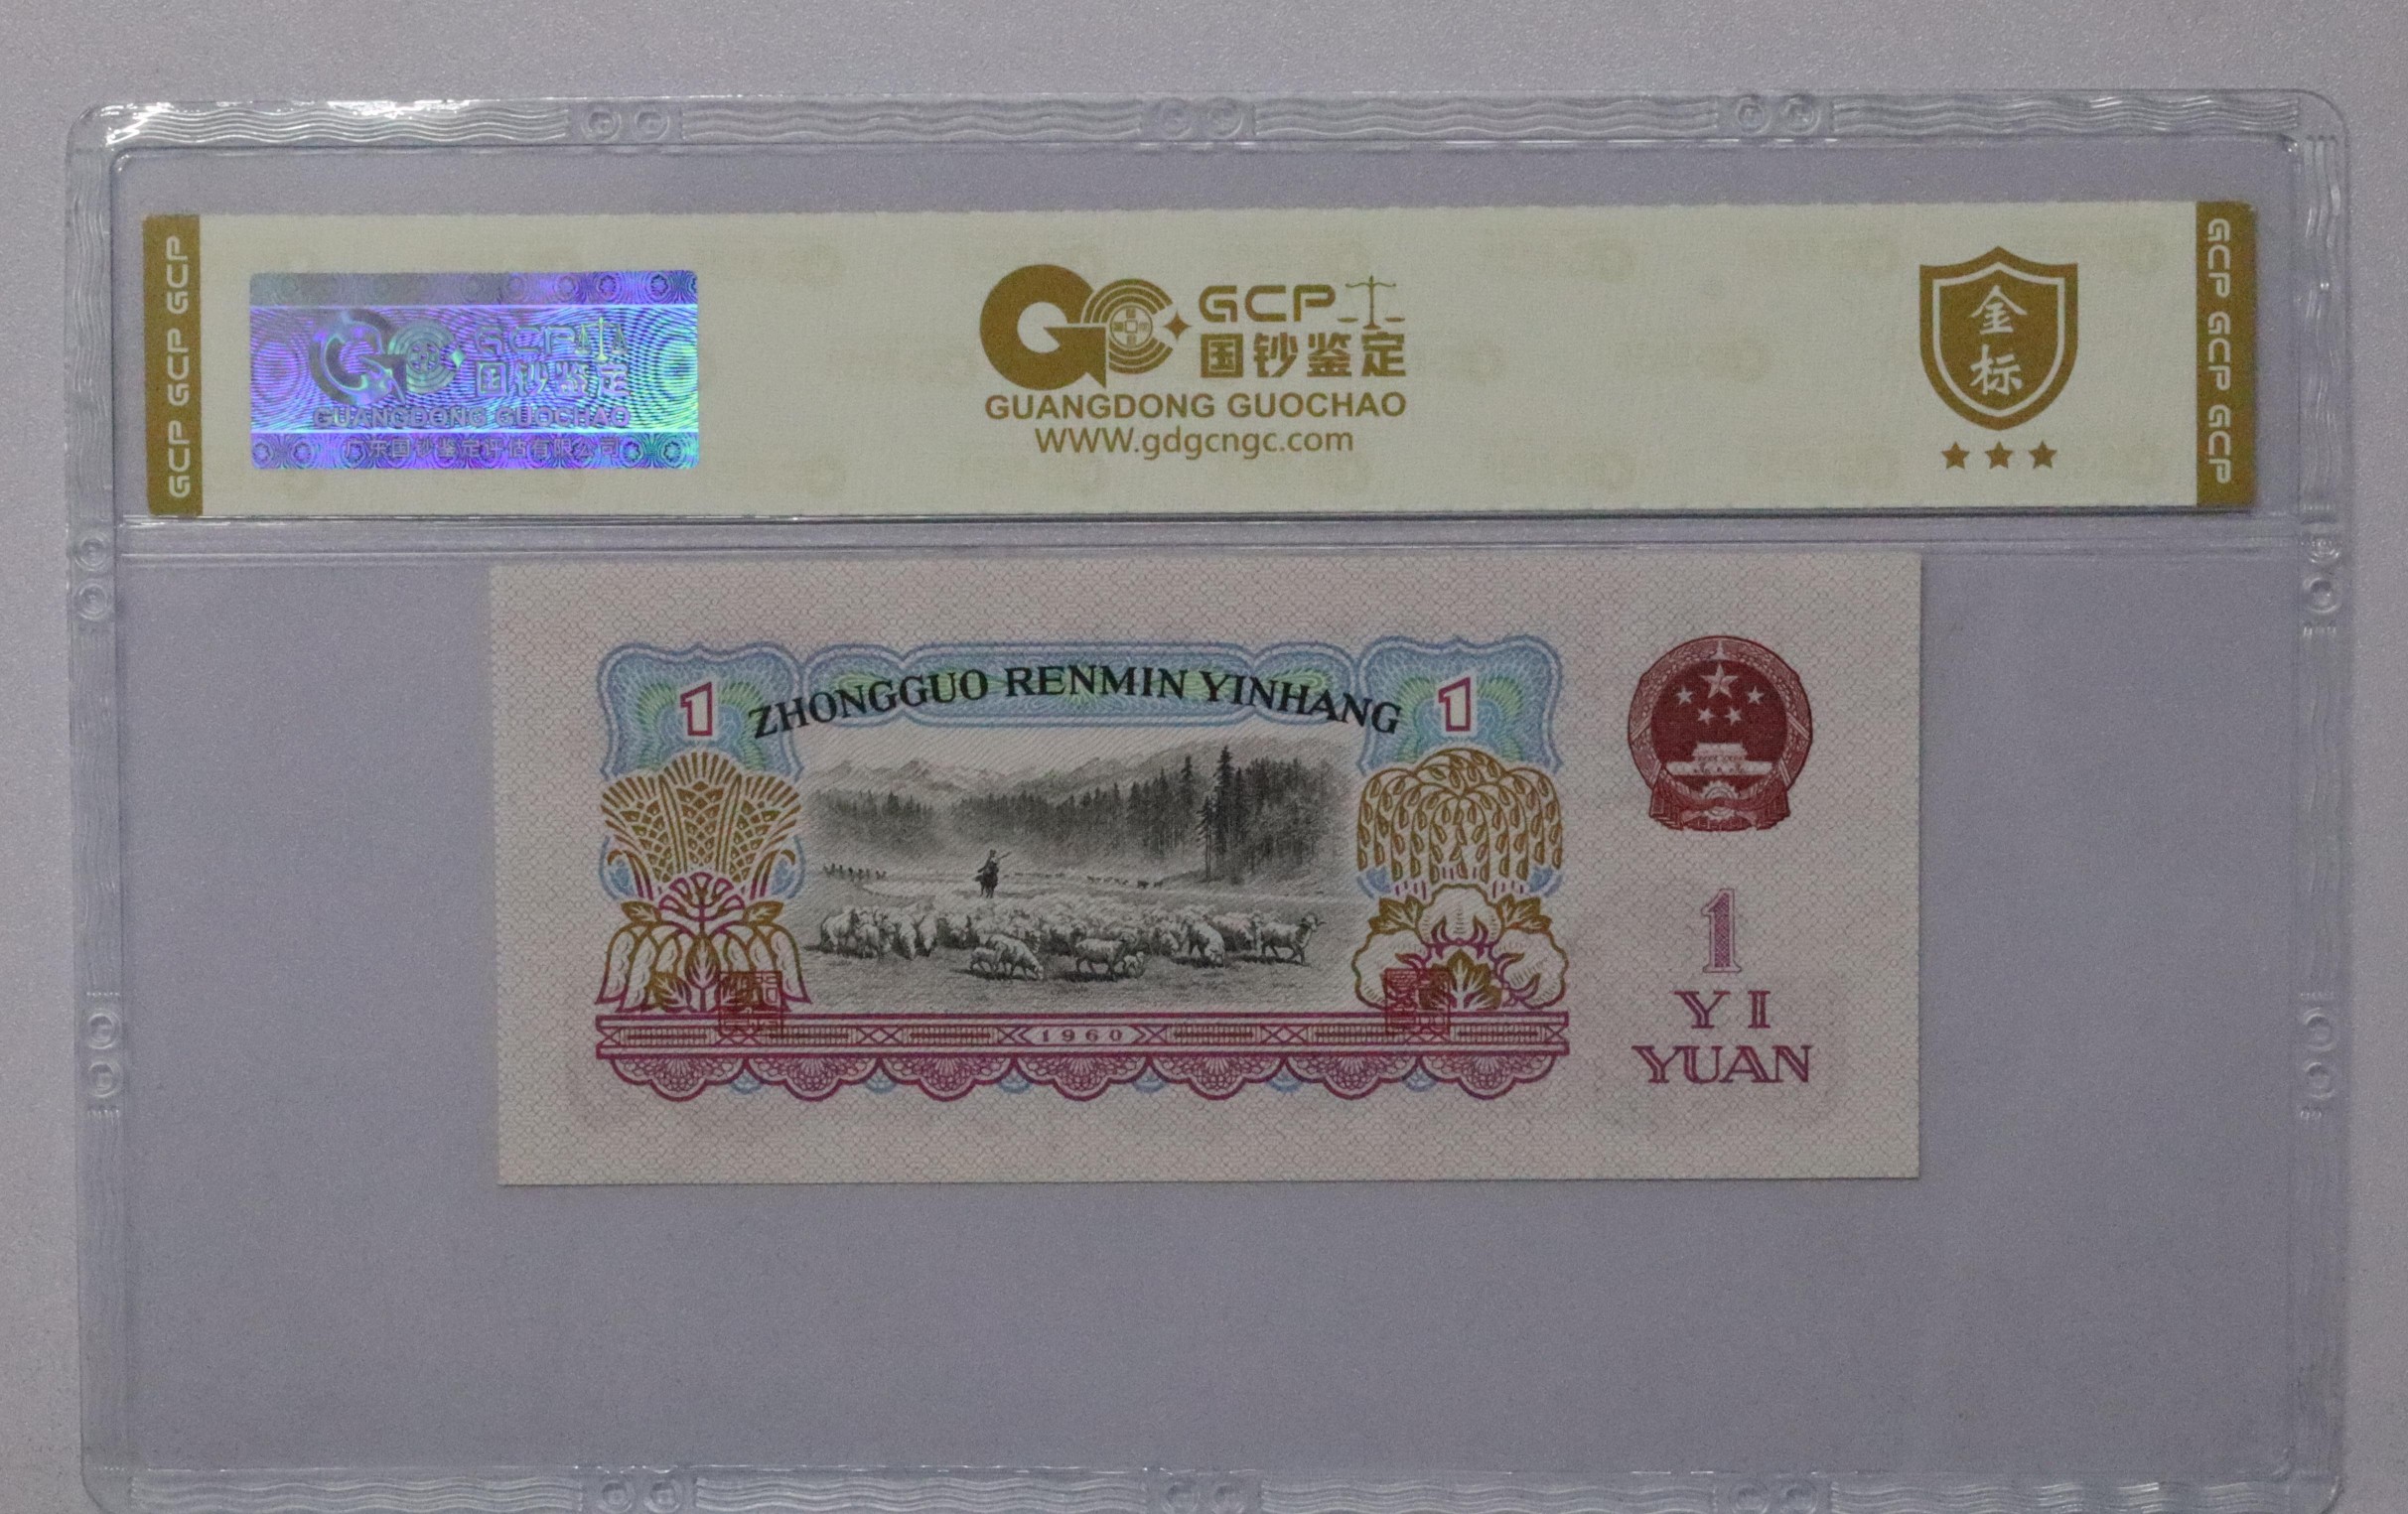 GCP GCP GCP
GCP
国钞鉴定
GUANGDONG GUOCHAO
广东国钞鉴定评估有限公司
GCP
国钞鉴定
GUANGDONG GUOCHAO
WWW.gdgcngc.com
金
标
GCP GCP GCP
1
ZHONGGUO RENMIN YINHANG
1
1960
1
YI
YUAN